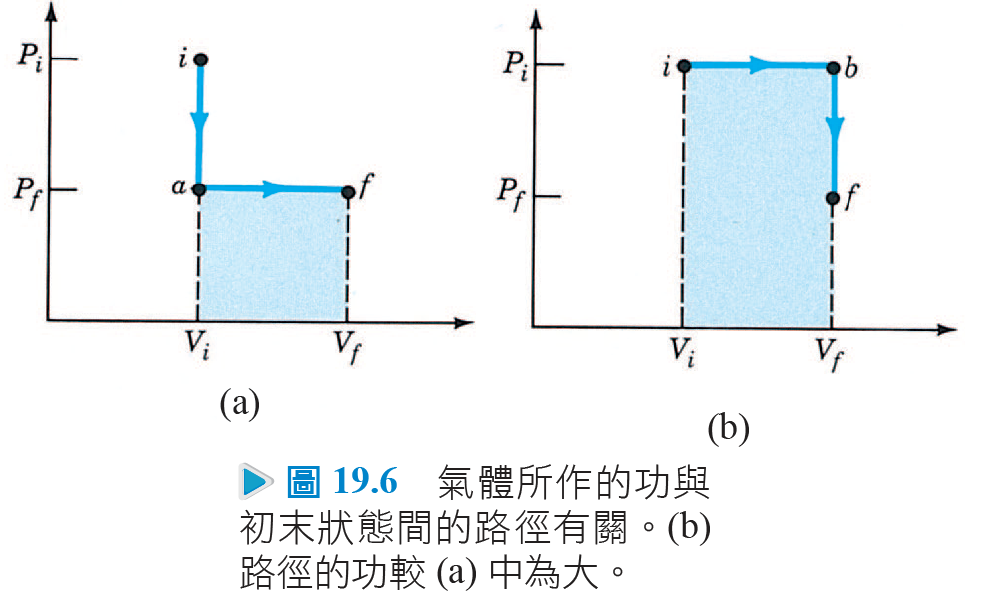 P_i
i
P_f
a
f
V_i
V_f
(a)
P_i
i
b
P_f
f
V_i
V_f
(b)
圖 19.6 氣體所作的功與
初末狀態間的路徑有關。(b)
路徑的功較 (a) 中為大。